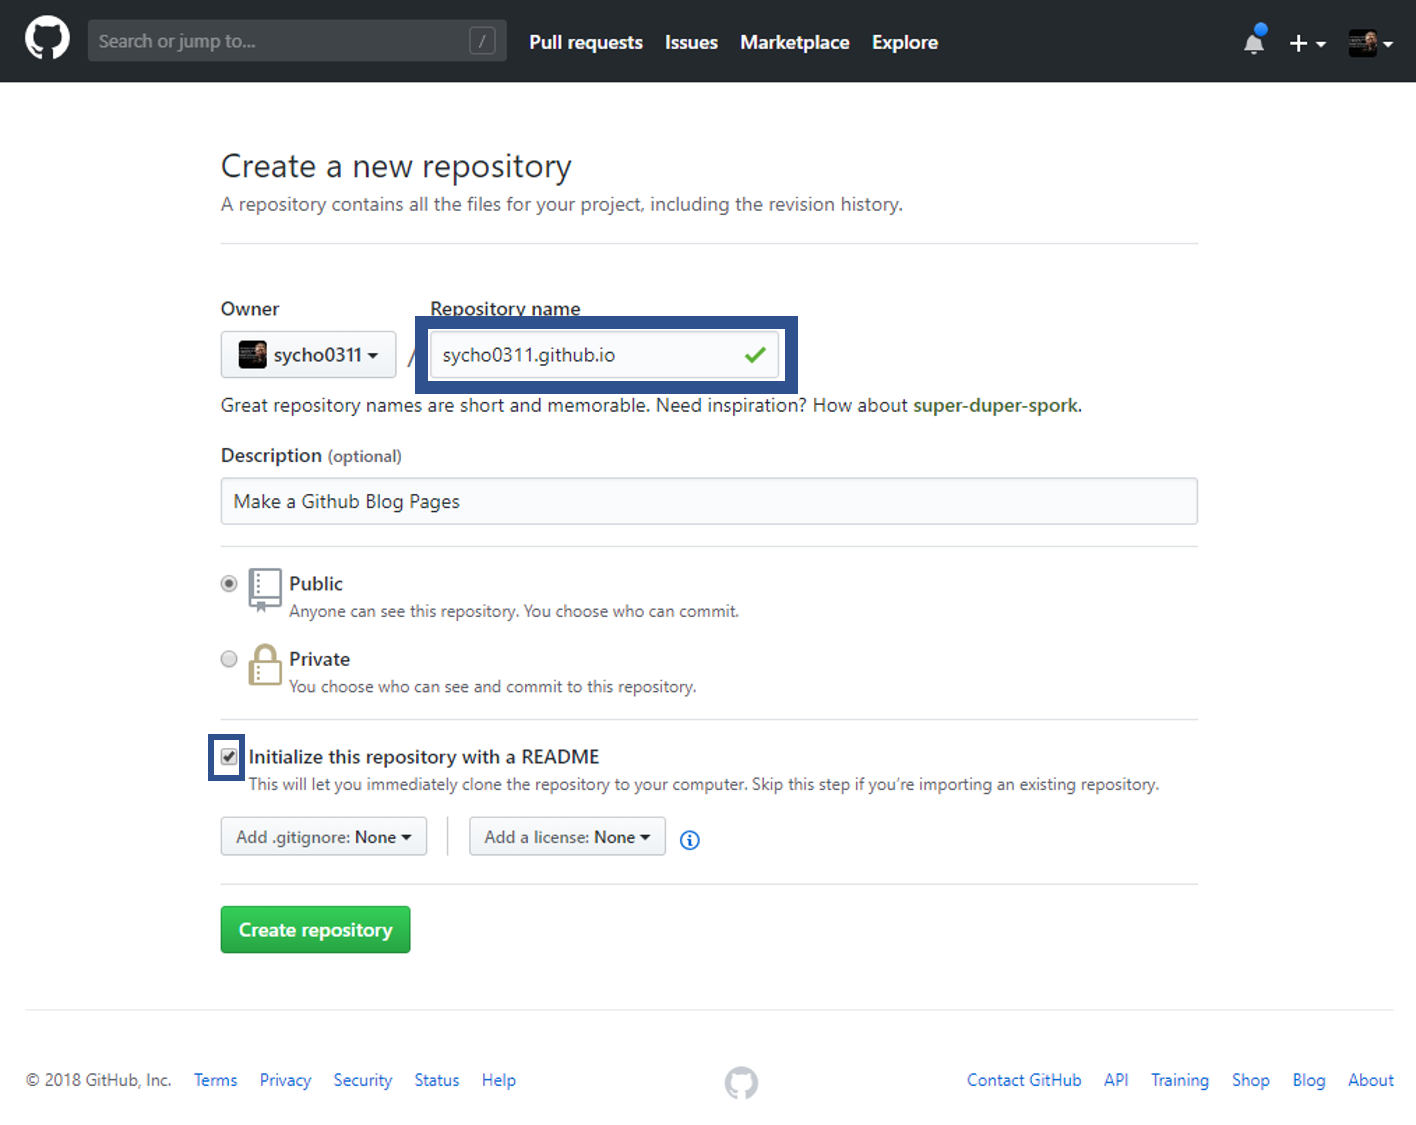 Search or jump to... /
Pull requests Issues Marketplace Explore
Create a new repository
A repository contains all the files for your project, including the revision history.
Owner Repository name
sycho0311 / sycho0311.github.io
Great repository names are short and memorable. Need inspiration? How about super-duper-spork.
Description (optional)
Make a Github Blog Pages
Public
Anyone can see this repository. You choose who can commit.
Private
You choose who can see and commit to this repository.
Initialize this repository with a README
This will let you immediately clone the repository to your computer. Skip this step if you’re importing an existing repository.
Add .gitignore: None Add a license: None
Create repository
© 2018 GitHub, Inc. Terms Privacy Security Status Help Contact GitHub API Training Shop Blog About